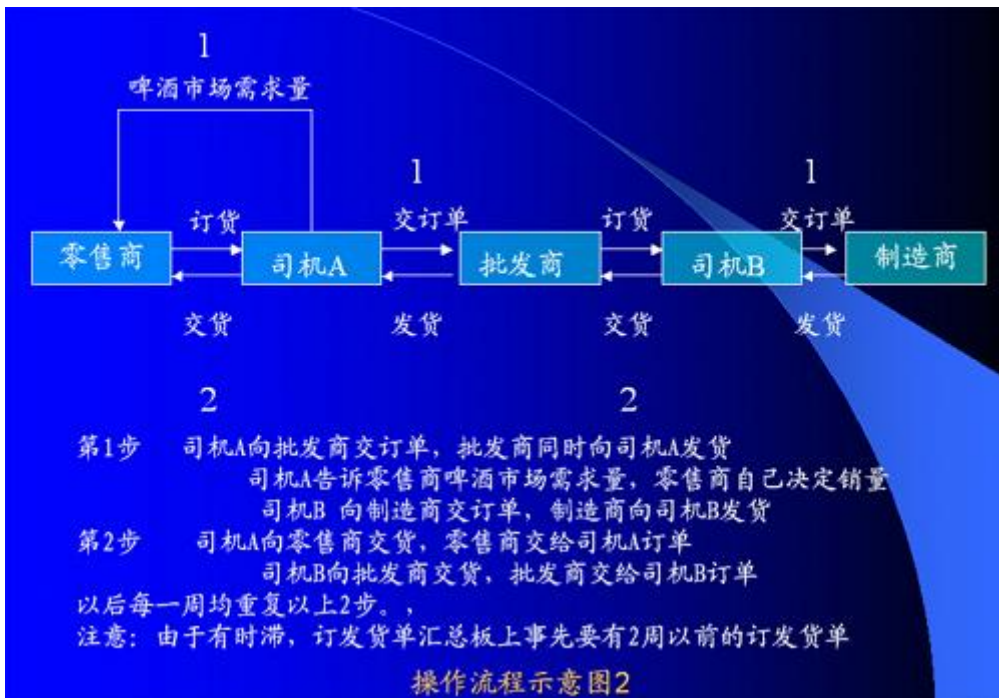 1
啤酒市场需求量
1
1
订货
交订单
订货
交订单
零售商
司机A
批发商
司机B
制造商
交货
发货
交货
发货
2
2
第1步 司机A向批发商交订单，批发商同时向司机A发货
司机A告诉零售商啤酒市场需求量，零售商自己决定销量
司机B 向制造商交订单，制造商向司机B发货
第2步 司机A向零售商交货，零售商交给司机A订单
司机B向批发商交货、批发商交给司机B订单
以后每一周均重复以上2步。，
注意：由于有时滞，订发货单汇总板上事先要有2周以前的订发货单
操作流程示意图2